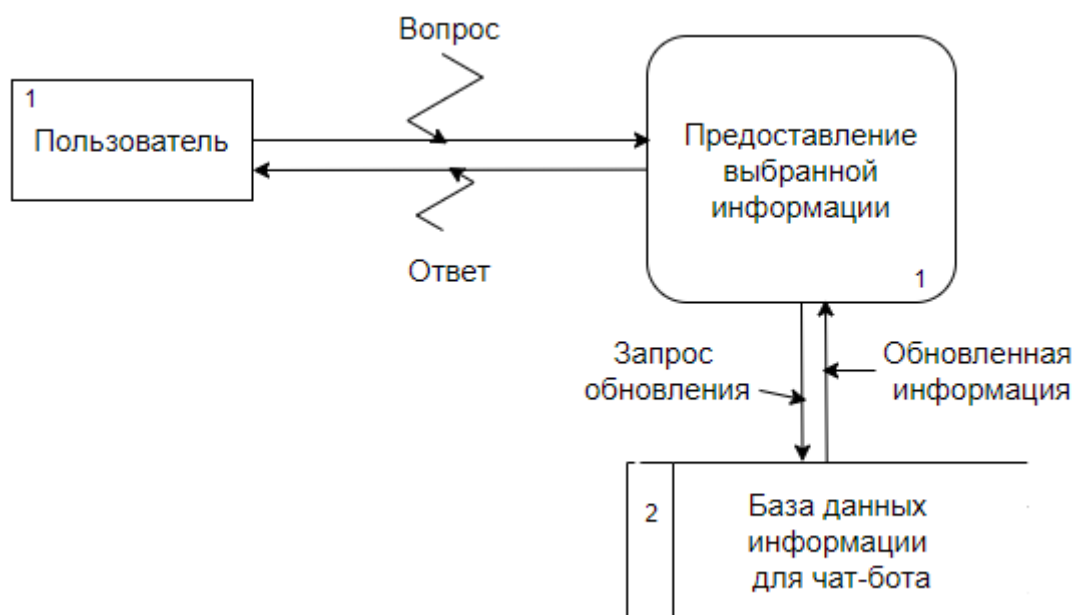 Вопрос
1
Пользователь
Предоставление
выбранной
информации
1
Ответ
Запрос
обновления
Обновленная
информация
2
База данных
информации
для чат-бота